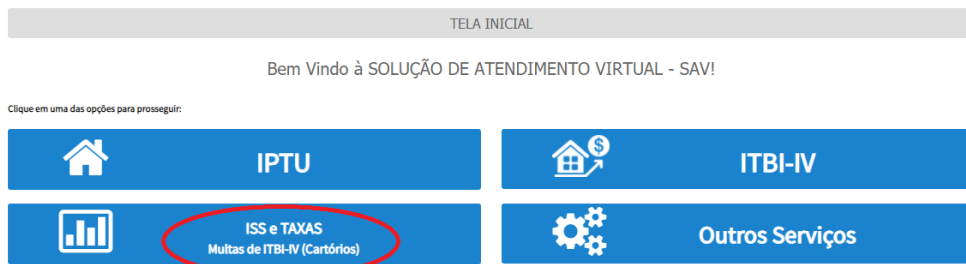 TELA INICIAL
Bem Vindo à SOLUÇÃO DE ATENDIMENTO VIRTUAL - SAV!
Clique em uma das opções para prosseguir:
IPTU
ITBI-IV
ISS e TAXAS
Multas de ITBI-IV (Cartórios)
Outros Serviços